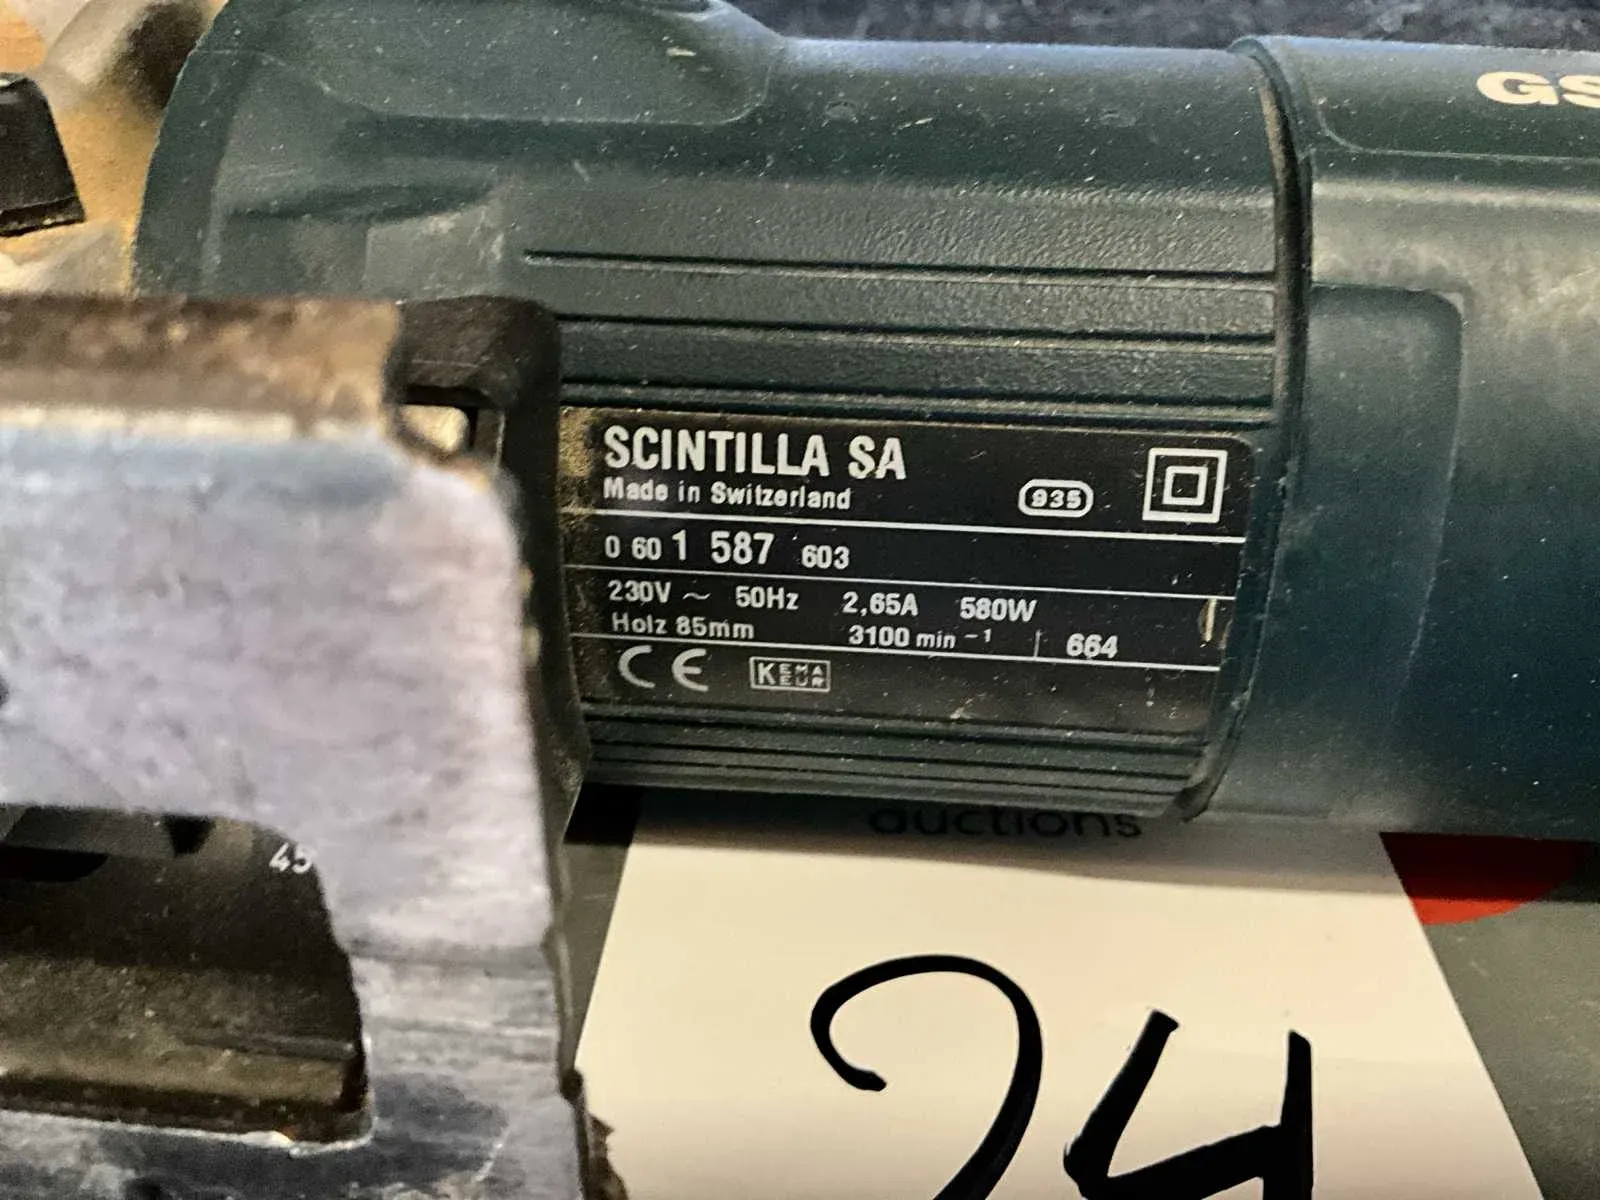 GS
SCINTILLA SA
Made in Switzerland
935
0 60 1 587 603
230V ~ 50Hz 2,65A 580W
Holz 85mm 3100 min⁻¹ 664
CE KEMA EUR
45
auctions
24